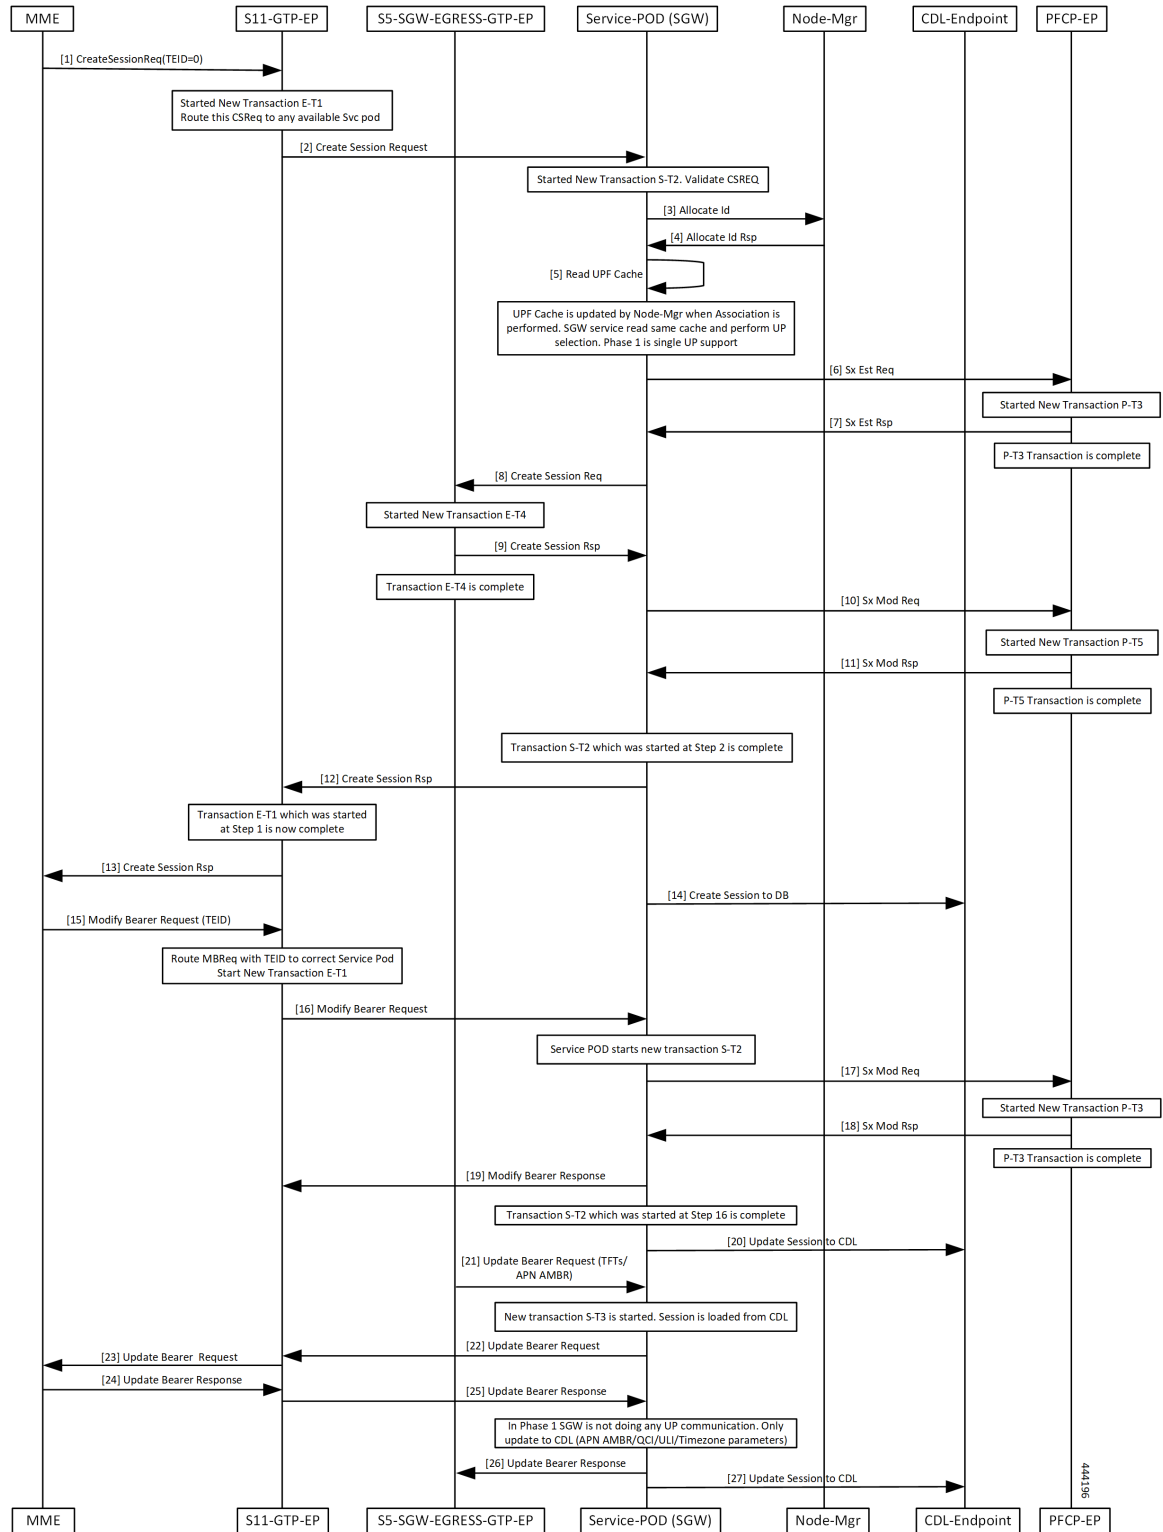 MME
S11-GTP-EP
S5-SGW-EGRESS-GTP-EP
Service-POD (SGW)
Node-Mgr
CDL-Endpoint
PFCP-EP
[1] CreateSessionReq(TEID=0)
Started New Transaction E-T1
Route this CSReq to any available Svc pod
[2] Create Session Request
Started New Transaction S-T2. Validate CSREQ
[3] Allocate Id
[4] Allocate Id Rsp
[5] Read UPF Cache
UPF Cache is updated by Node-Mgr when Association is
performed. SGW service read same cache and perform UP
selection. Phase 1 is single UP support
[6] Sx Est Req
Started New Transaction P-T3
[7] Sx Est Rsp
P-T3 Transaction is complete
[8] Create Session Req
Started New Transaction E-T4
[9] Create Session Rsp
Transaction E-T4 is complete
[10] Sx Mod Req
Started New Transaction P-T5
[11] Sx Mod Rsp
P-T5 Transaction is complete
Transaction S-T2 which was started at Step 2 is complete
[12] Create Session Rsp
Transaction E-T1 which was started
at Step 1 is now complete
[13] Create Session Rsp
[14] Create Session to DB
[15] Modify Bearer Request (TEID)
Route MBReq with TEID to correct Service Pod
Start New Transaction E-T1
[16] Modify Bearer Request
Service POD starts new transaction S-T2
[17] Sx Mod Req
Started New Transaction P-T3
[18] Sx Mod Rsp
P-T3 Transaction is complete
[19] Modify Bearer Response
Transaction S-T2 which was started at Step 16 is complete
[20] Update Session to CDL
[21] Update Bearer Request (TFTs/
APN AMBR)
New transaction S-T3 is started. Session is loaded from CDL
[22] Update Bearer Request
[23] Update Bearer  Request
[24] Update Bearer Response
[25] Update Bearer Response
In Phase 1 SGW is not doing any UP communication. Only
update to CDL (APN AMBR/QCI/ULI/Timezone parameters)
[26] Update Bearer Response
[27] Update Session to CDL
444196
MME
S11-GTP-EP
S5-SGW-EGRESS-GTP-EP
Service-POD (SGW)
Node-Mgr
CDL-Endpoint
PFCP-EP